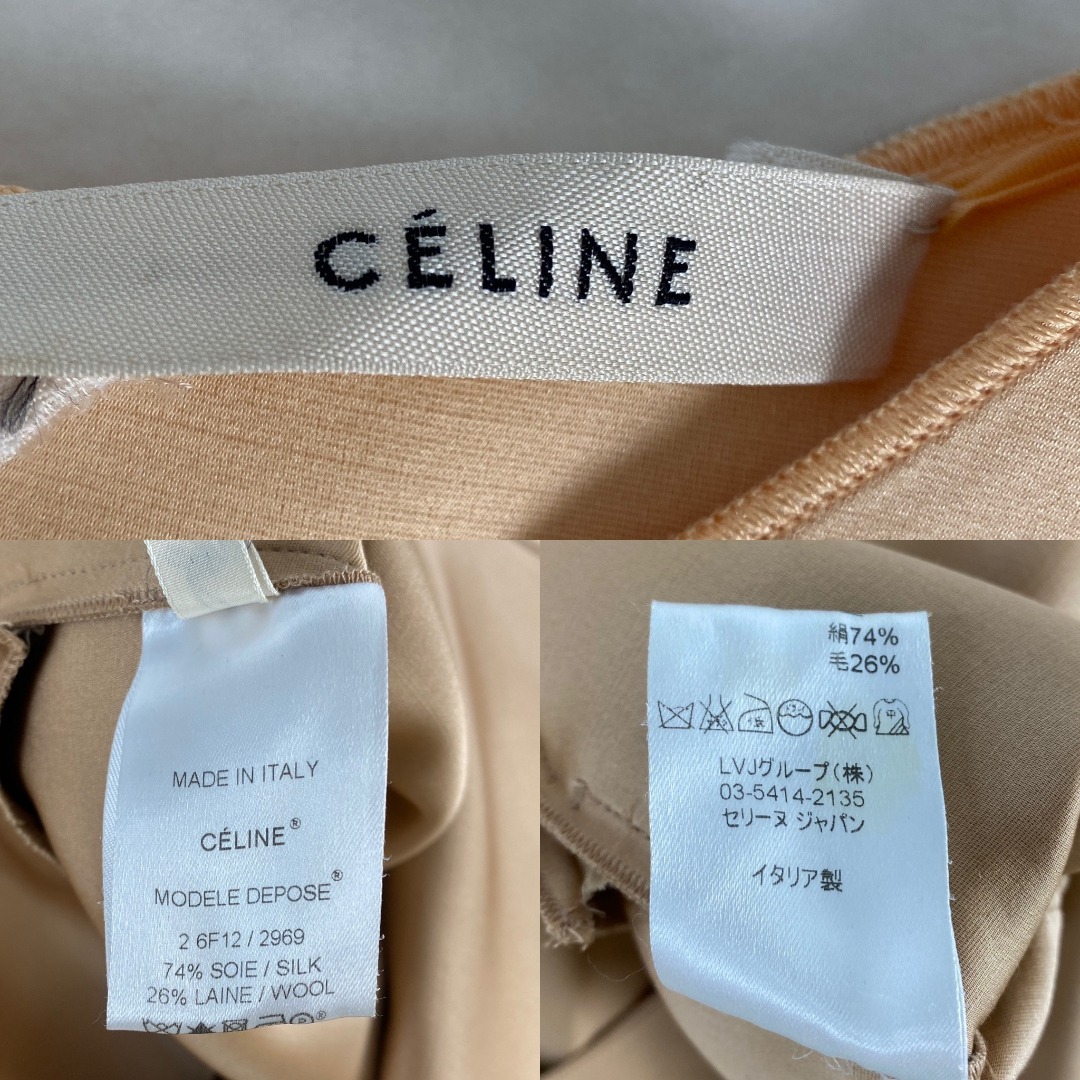 CÉLINE
MADE IN ITALY
CÉLINE®
MODELE DEPOSE®
2 6F12 / 2969
74% SOIE / SILK
26% LAINE / WOOL
絹74%
毛26%
LVJグループ(株)
03-5414-2135
セリーヌ ジャパン
イタリア製